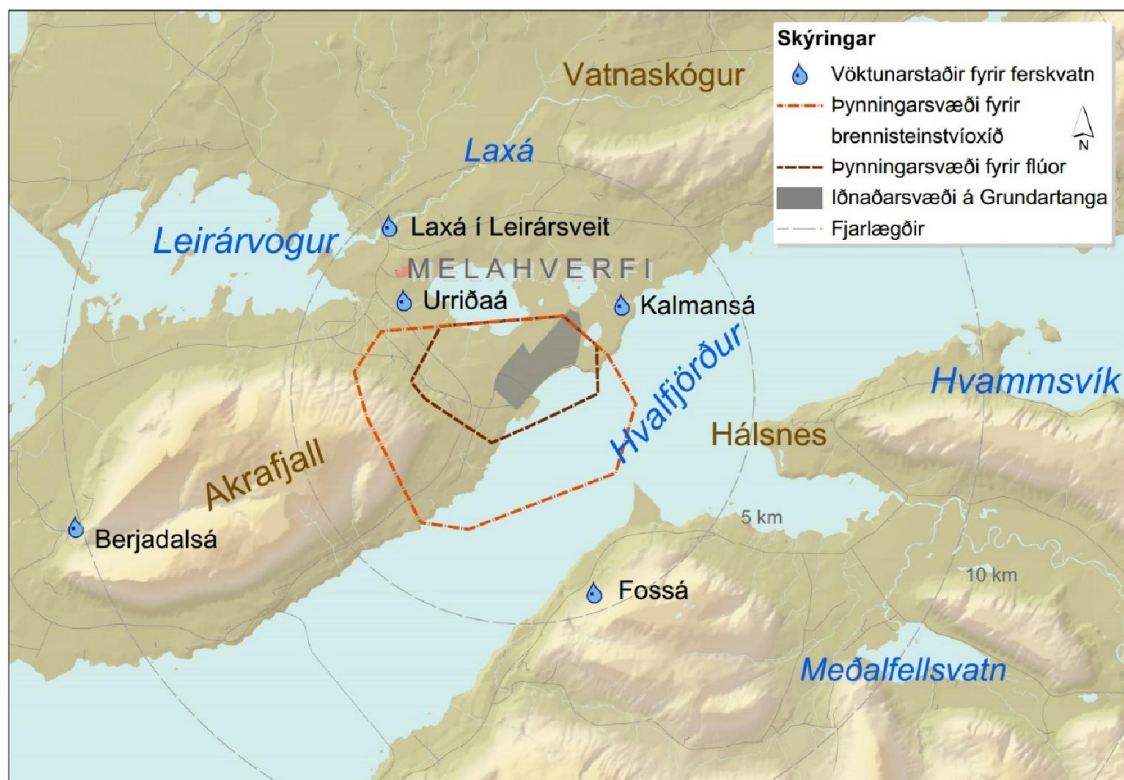 Skýringar
Vöktunarstaðir fyrir ferskvatn
Þynningarsvæði fyrir
brennisteinstvíoxíð
N
Þynningarsvæði fyrir flúor
Iðnaðarsvæði á Grundartanga
Fjarlægðir
Vatnaskógur
Laxá
Laxá í Leirársveit
Leirárvogur
MELAHVERFI
Urriðaá
Kalmansá
Hvalfjörður
Hvammsvík
Hálsnes
Akrafjall
5 km
Berjadalsá
10 km
Fossá
Meðalfellsvatn